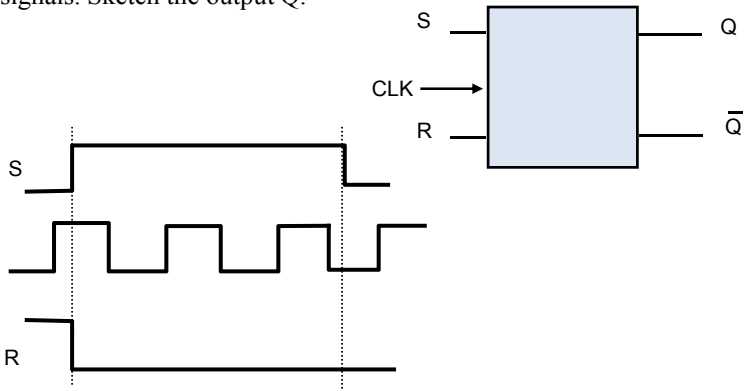 signals. Sketch the output Q.
S
Q
CLK
R
Q̅
S
R